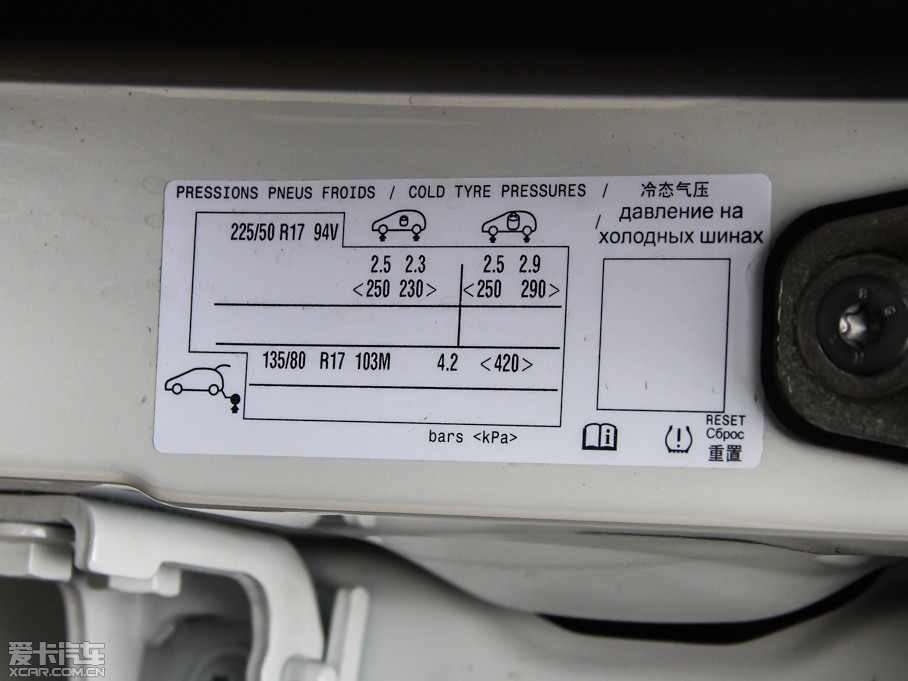 PRESSIONS PNEUS FROIDS / COLD TYRE PRESSURES / 冷态气压
/ давление на
холодных шинах
225/50 R17 94V
2.5 2.3 2.5 2.9
<250 230> <250 290>
135/80 R17 103M 4.2 <420>
bars <kPa>
RESET
Сброс
重置
爱卡汽车
XCAR.COM.CN